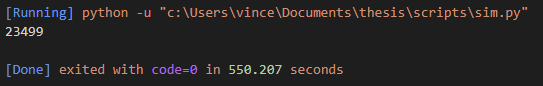 [Running] python -u "c:\Users\vince\Documents\thesis\scripts\sim.py"
23499
[Done] exited with code=0 in 550.207 seconds